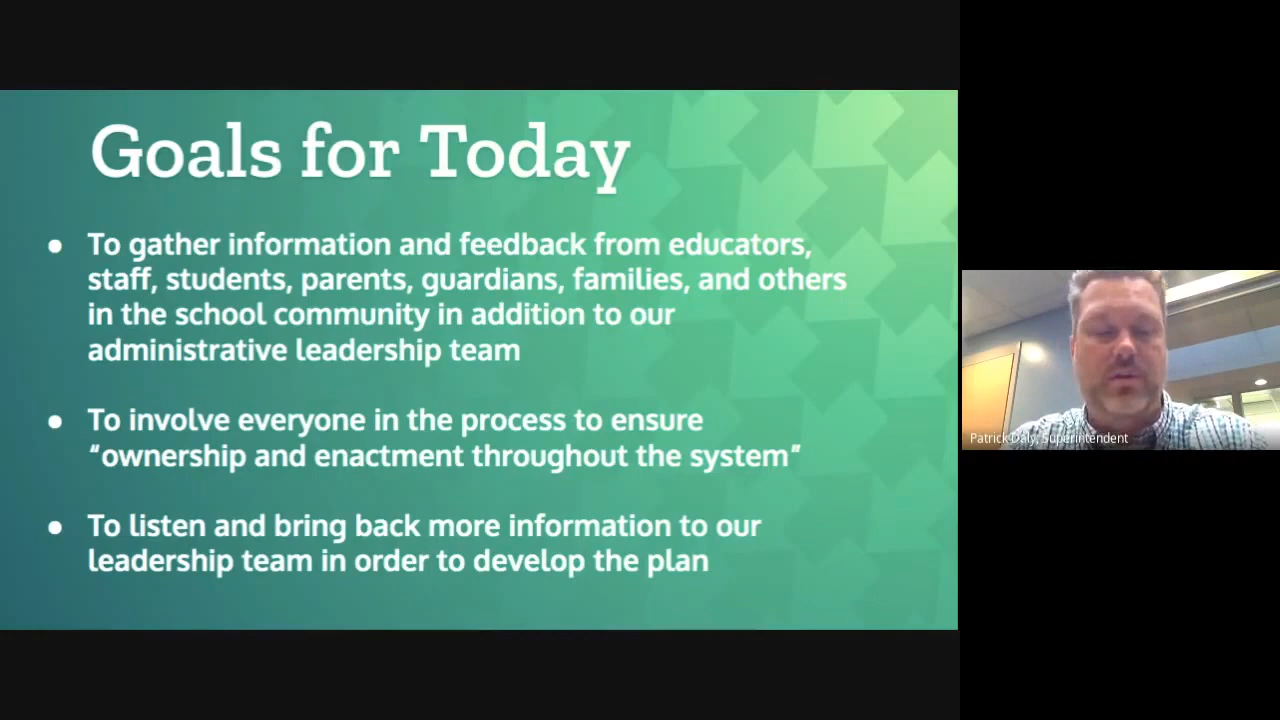 Goals for Today
● To gather information and feedback from educators,
staff, students, parents, guardians, families, and others
in the school community in addition to our
administrative leadership team
● To involve everyone in the process to ensure
“ownership and enactment throughout the system”
● To listen and bring back more information to our
leadership team in order to develop the plan
Patrick Daly, Superintendent